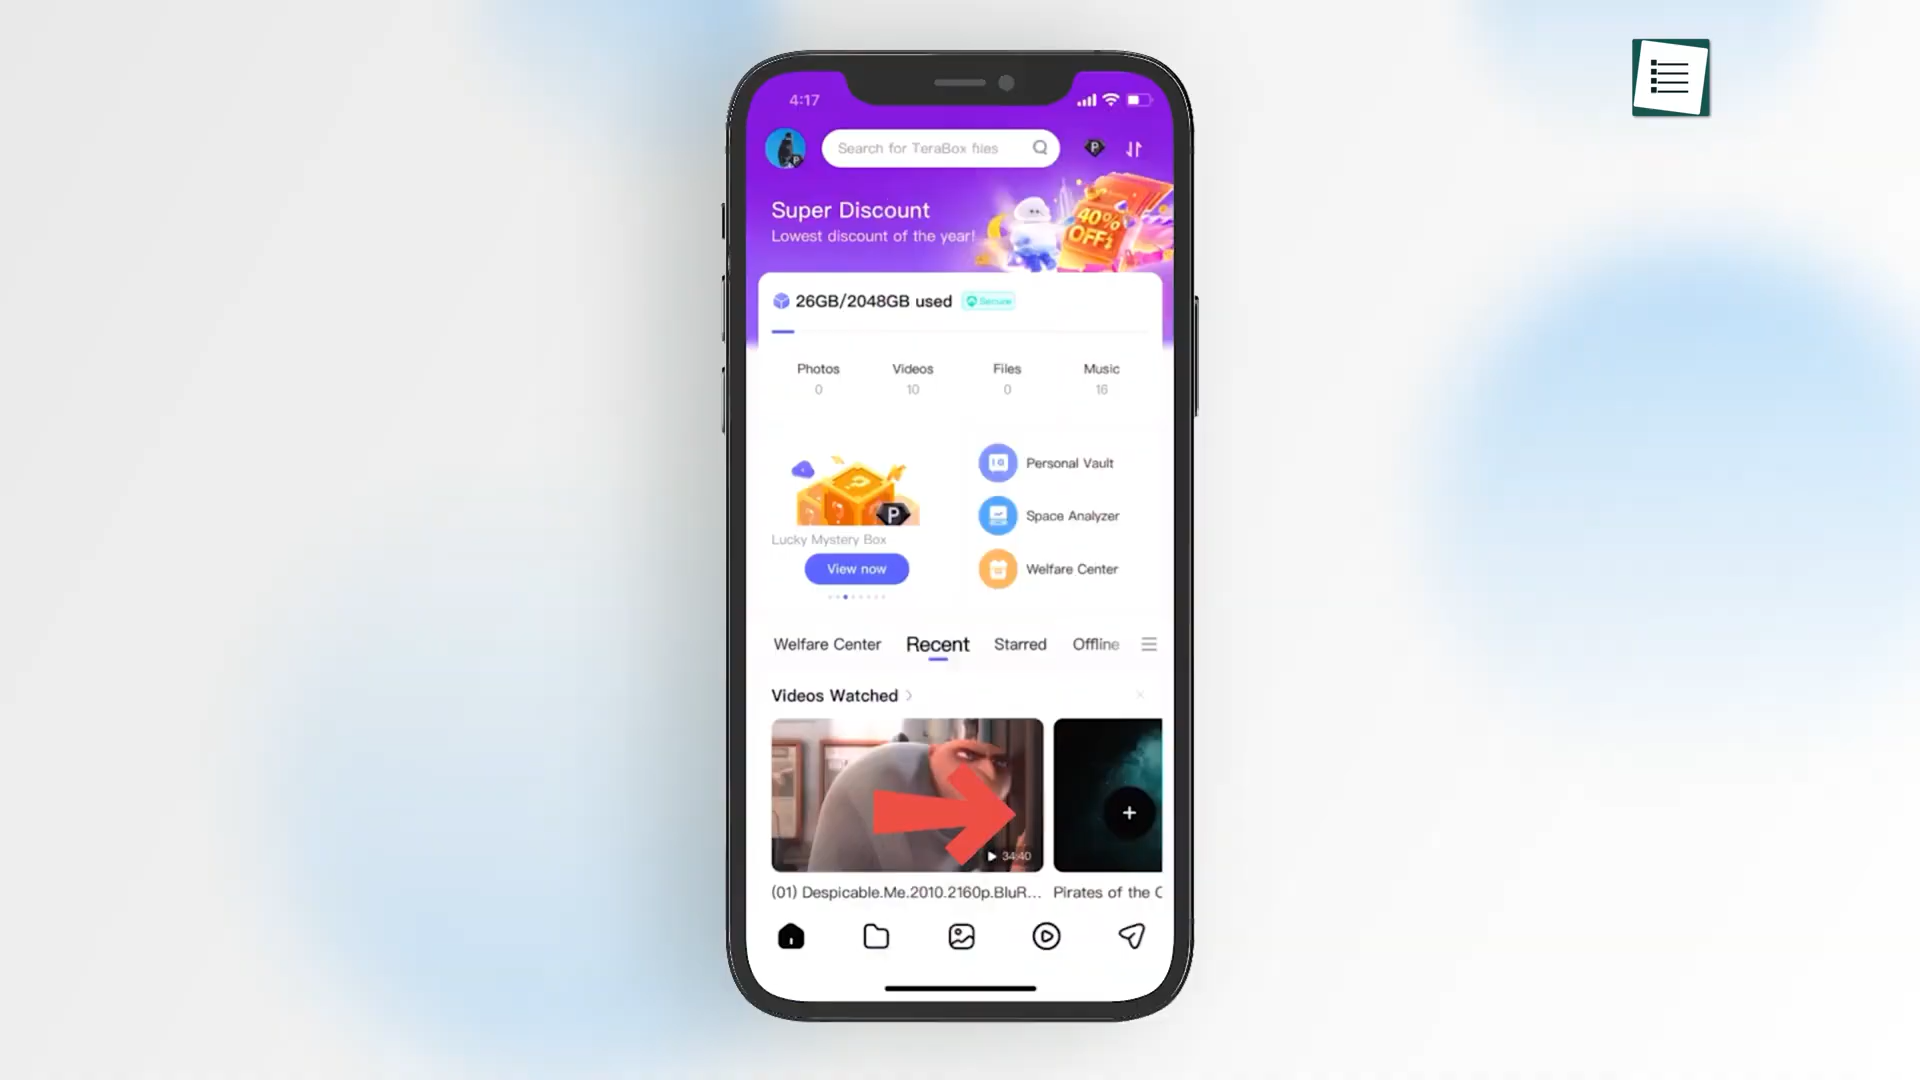 4:17
Search for TeraBox files
P
P
Super Discount
Lowest discount of the year!
40%
OFF
26GB/2048GB used
Secure
Photos
Videos
Files
Music
0
10
0
16
Personal Vault
P
Space Analyzer
Lucky Mystery Box
View now
Welfare Center
Welfare Center
Recent
Starred
Offline
Videos Watched
34:40
(01) Despicable.Me.2010.2160p.BluR...
Pirates of the C